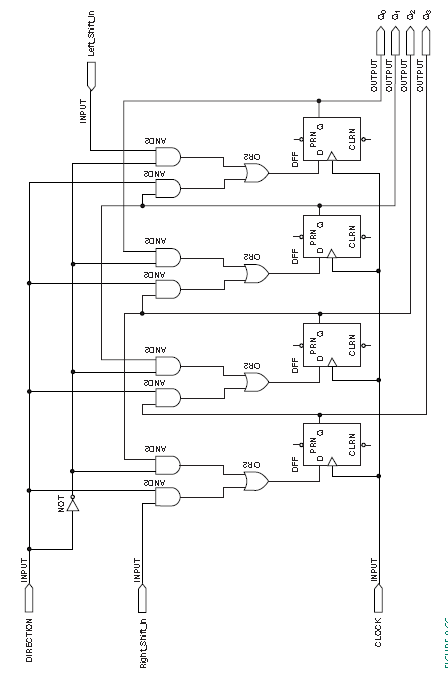 DIRECTION INPUT
NOT
Left_Shift_In INPUT
Right_Shift_In INPUT
AND2 AND2 AND2 AND2
AND2 AND2 AND2 AND2
OR2 OR2 OR2 OR2
DFF DFF DFF DFF
PRN PRN PRN PRN
D Q D Q D Q D Q
CLRN CLRN CLRN CLRN
CLOCK INPUT
OUTPUT Q₀
OUTPUT Q₁
OUTPUT Q₂
OUTPUT Q₃